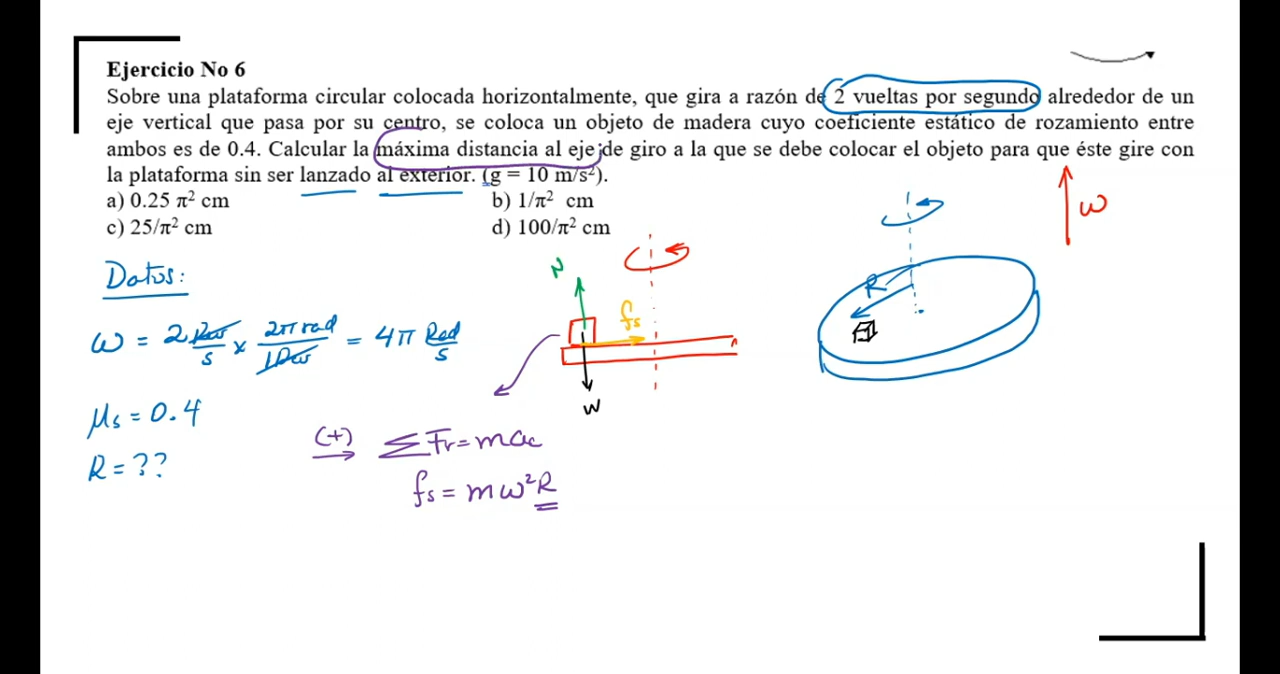 Ejercicio No 6
Sobre una plataforma circular colocada horizontalmente, que gira a razón de 2 vueltas por segundo alrededor de un
eje vertical que pasa por su centro, se coloca un objeto de madera cuyo coeficiente estático de rozamiento entre
ambos es de 0.4. Calcular la máxima distancia al eje de giro a la que se debe colocar el objeto para que éste gire con
la plataforma sin ser lanzado al exterior. (g = 10 m/s²).
a) 0.25 π² cm b) 1/π² cm
c) 25/π² cm d) 100/π² cm
Datos:
ω = 2 Rev/s × 2π rad/1 Rev = 4π Rad/s
μs = 0.4
R = ??
N
fs
W
R
ω
(+) ΣFr = mac
fs = mω²R